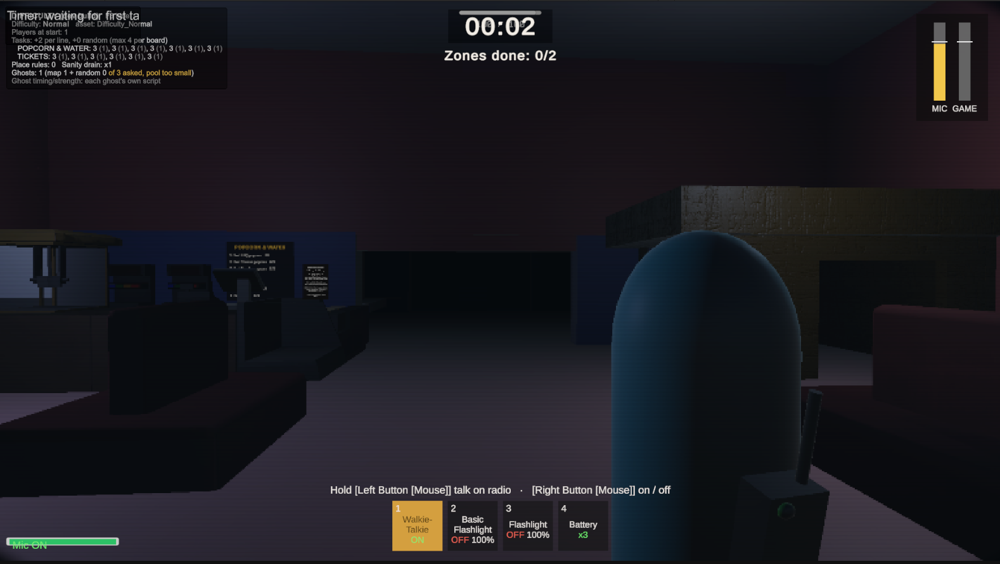 Timer: waiting for first ta
Difficulty: Normal asset: Difficulty_Normal
Players at start: 1
Tasks: +2 per line, +0 random (max 4 per board)
POPCORN & WATER: 3 (1), 3 (1), 3 (1), 3 (1), 3 (1), 3 (1), 3 (1)
TICKETS: 3 (1), 3 (1), 3 (1), 3 (1), 3 (1), 3 (1)
Place rules: 0 Sanity drain: x1
Ghosts: 1 (map 1 + random 0 of 3 asked, pool too small)
Ghost timing/strength: each ghost's own script
00:02
Zones done: 0/2
MIC GAME
POPCORN & WATER
Hold [Left Button [Mouse]] talk on radio · [Right Button [Mouse]] on / off
1
Walkie-
Talkie
ON
2
Basic
Flashlight
OFF 100%
3
Flashlight
OFF 100%
4
Battery
x3
Mic ON